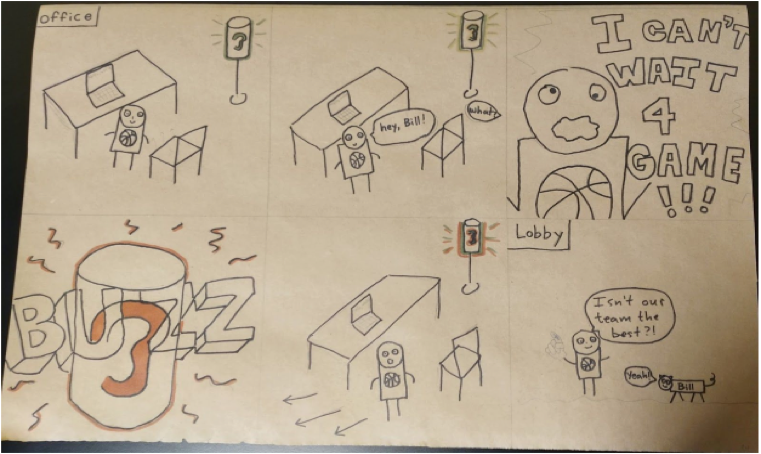 office
3
3
hey, Bill!
what?
I CAN'T
WAIT
4
GAME
!!!
BUZZ
3
3
Lobby
Isn't our
team the
best?!
Yeah!
Bill